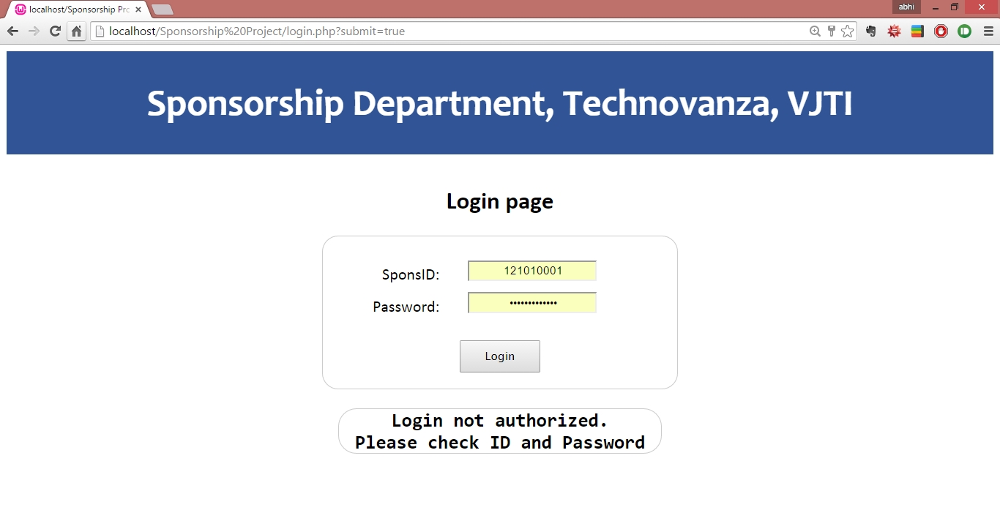 localhost/Sponsorship Pro
abhi
localhost/Sponsorship%20Project/login.php?submit=true
Sponsorship Department, Technovanza, VJTI
Login page
SponsID:
121010001
Password:
•••••••••••••
Login
Login not authorized.
Please check ID and Password